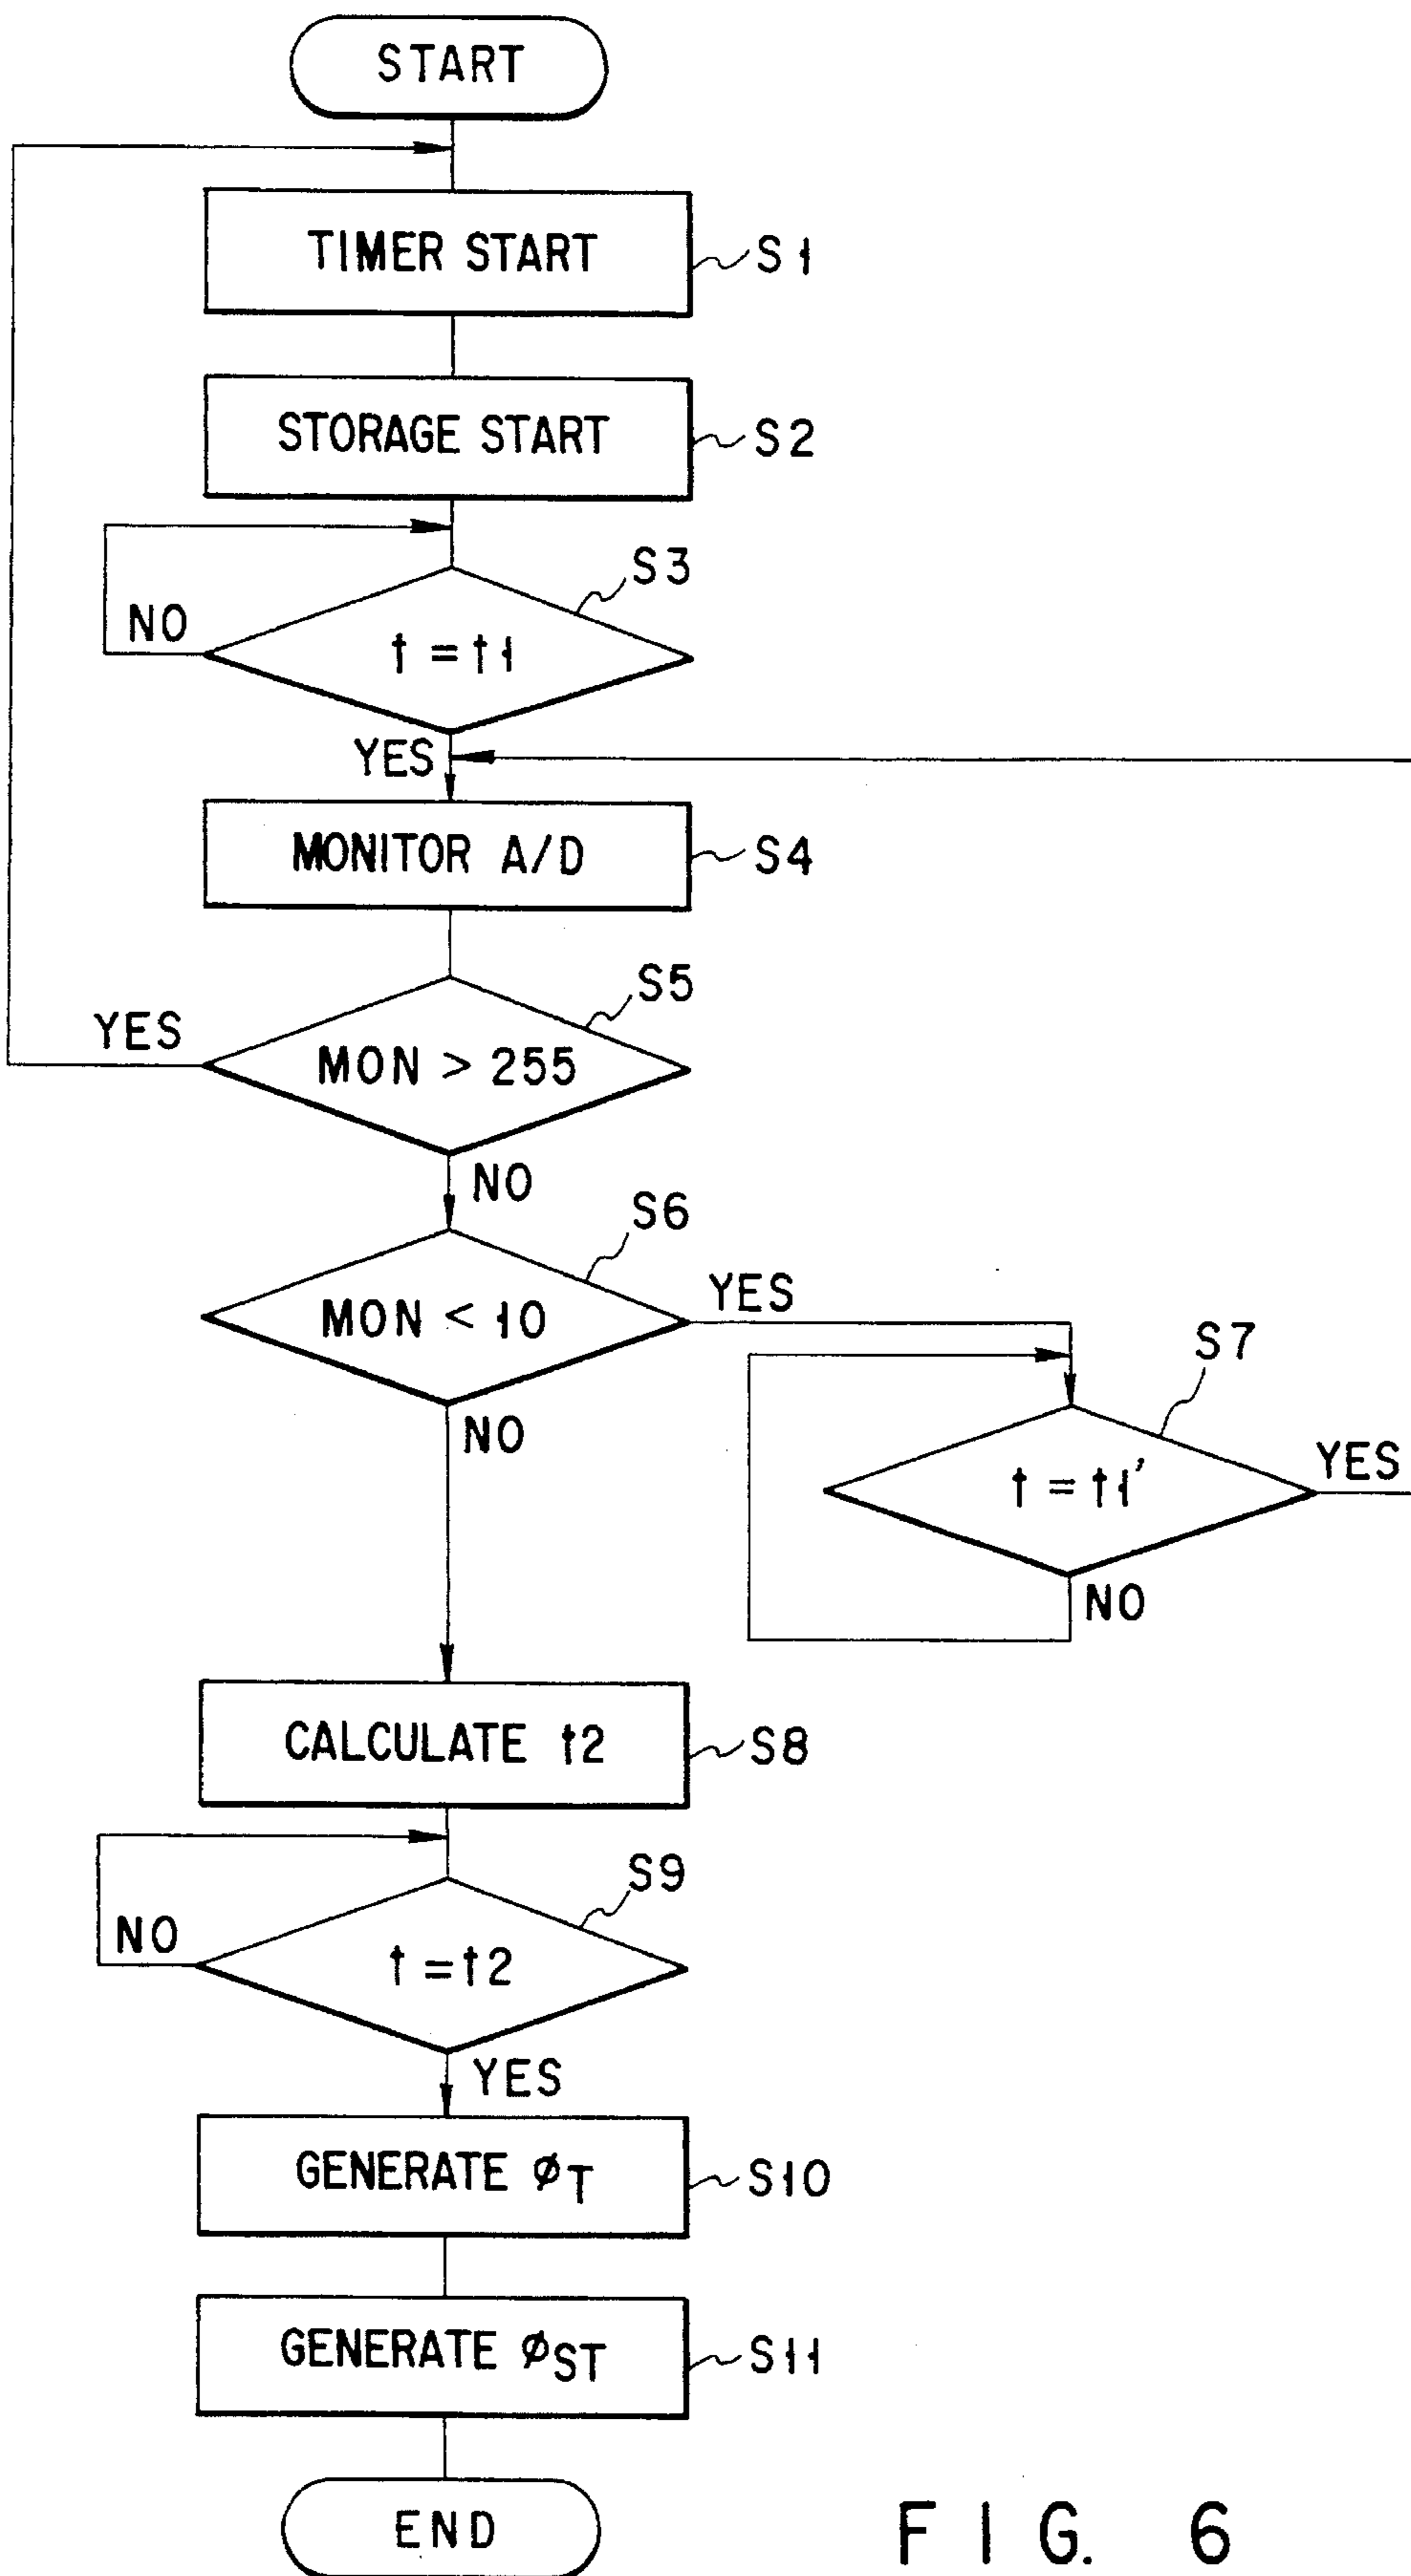 START
TIMER START
S1
STORAGE START
S2
S3
NO
t = t1
YES
MONITOR A/D
S4
S5
YES
MON > 255
NO
S6
MON < 10
YES
S7
NO
t = t1'
YES
NO
CALCULATE t2
S8
S9
NO
t = t2
YES
GENERATE ØT
S10
GENERATE ØST
S11
END
FIG. 6